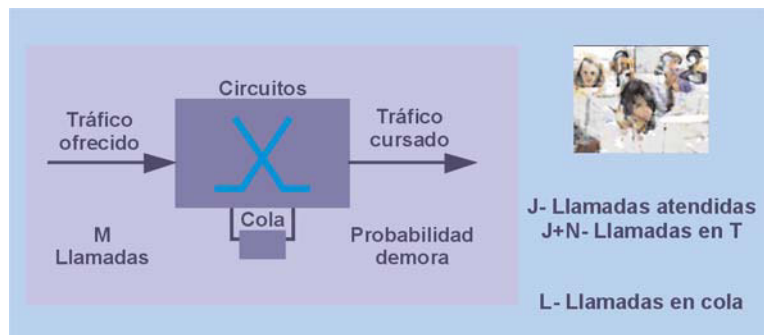 Circuitos
Tráfico
ofrecido
Tráfico
cursado
Cola
M
Llamadas
Probabilidad
demora
J- Llamadas atendidas
J+N- Llamadas en T
L- Llamadas en cola